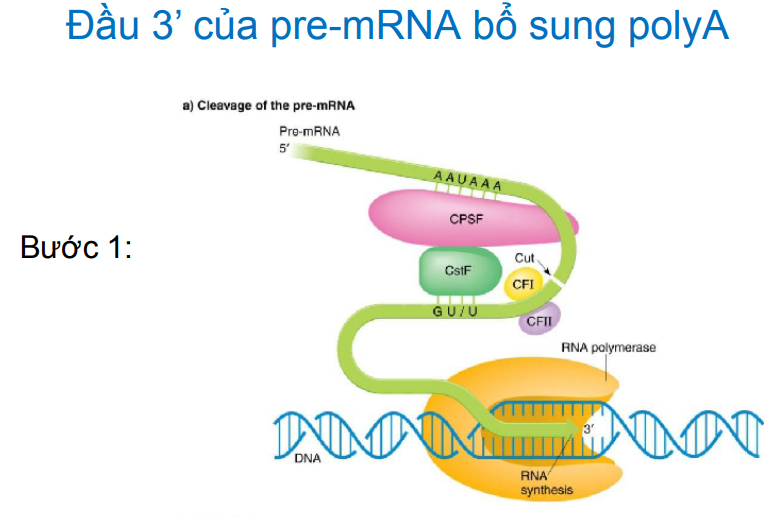 Đầu 3’ của pre-mRNA bổ sung polyA
a) Cleavage of the pre-mRNA
Pre-mRNA
5′
AAUAAA
CPSF
Bước 1:
CstF
Cut
CFI
GU/U
CFII
RNA polymerase
3′
DNA
RNA
synthesis